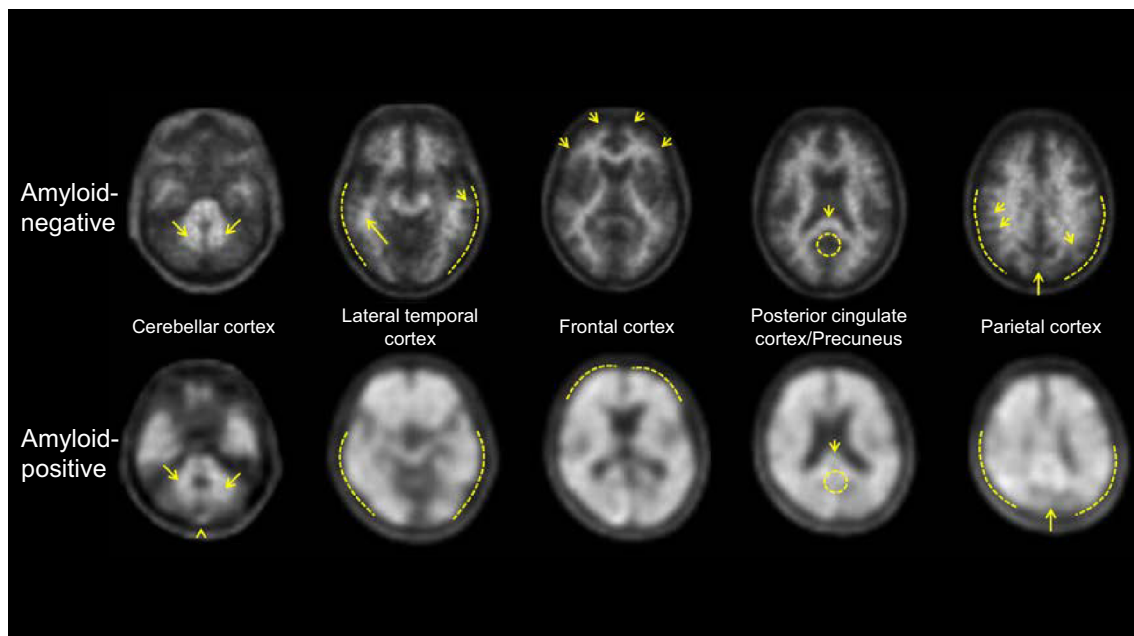 Amyloid-
negative
Cerebellar cortex
Lateral temporal
cortex
Frontal cortex
Posterior cingulate
cortex/Precuneus
Parietal cortex
Amyloid-
positive